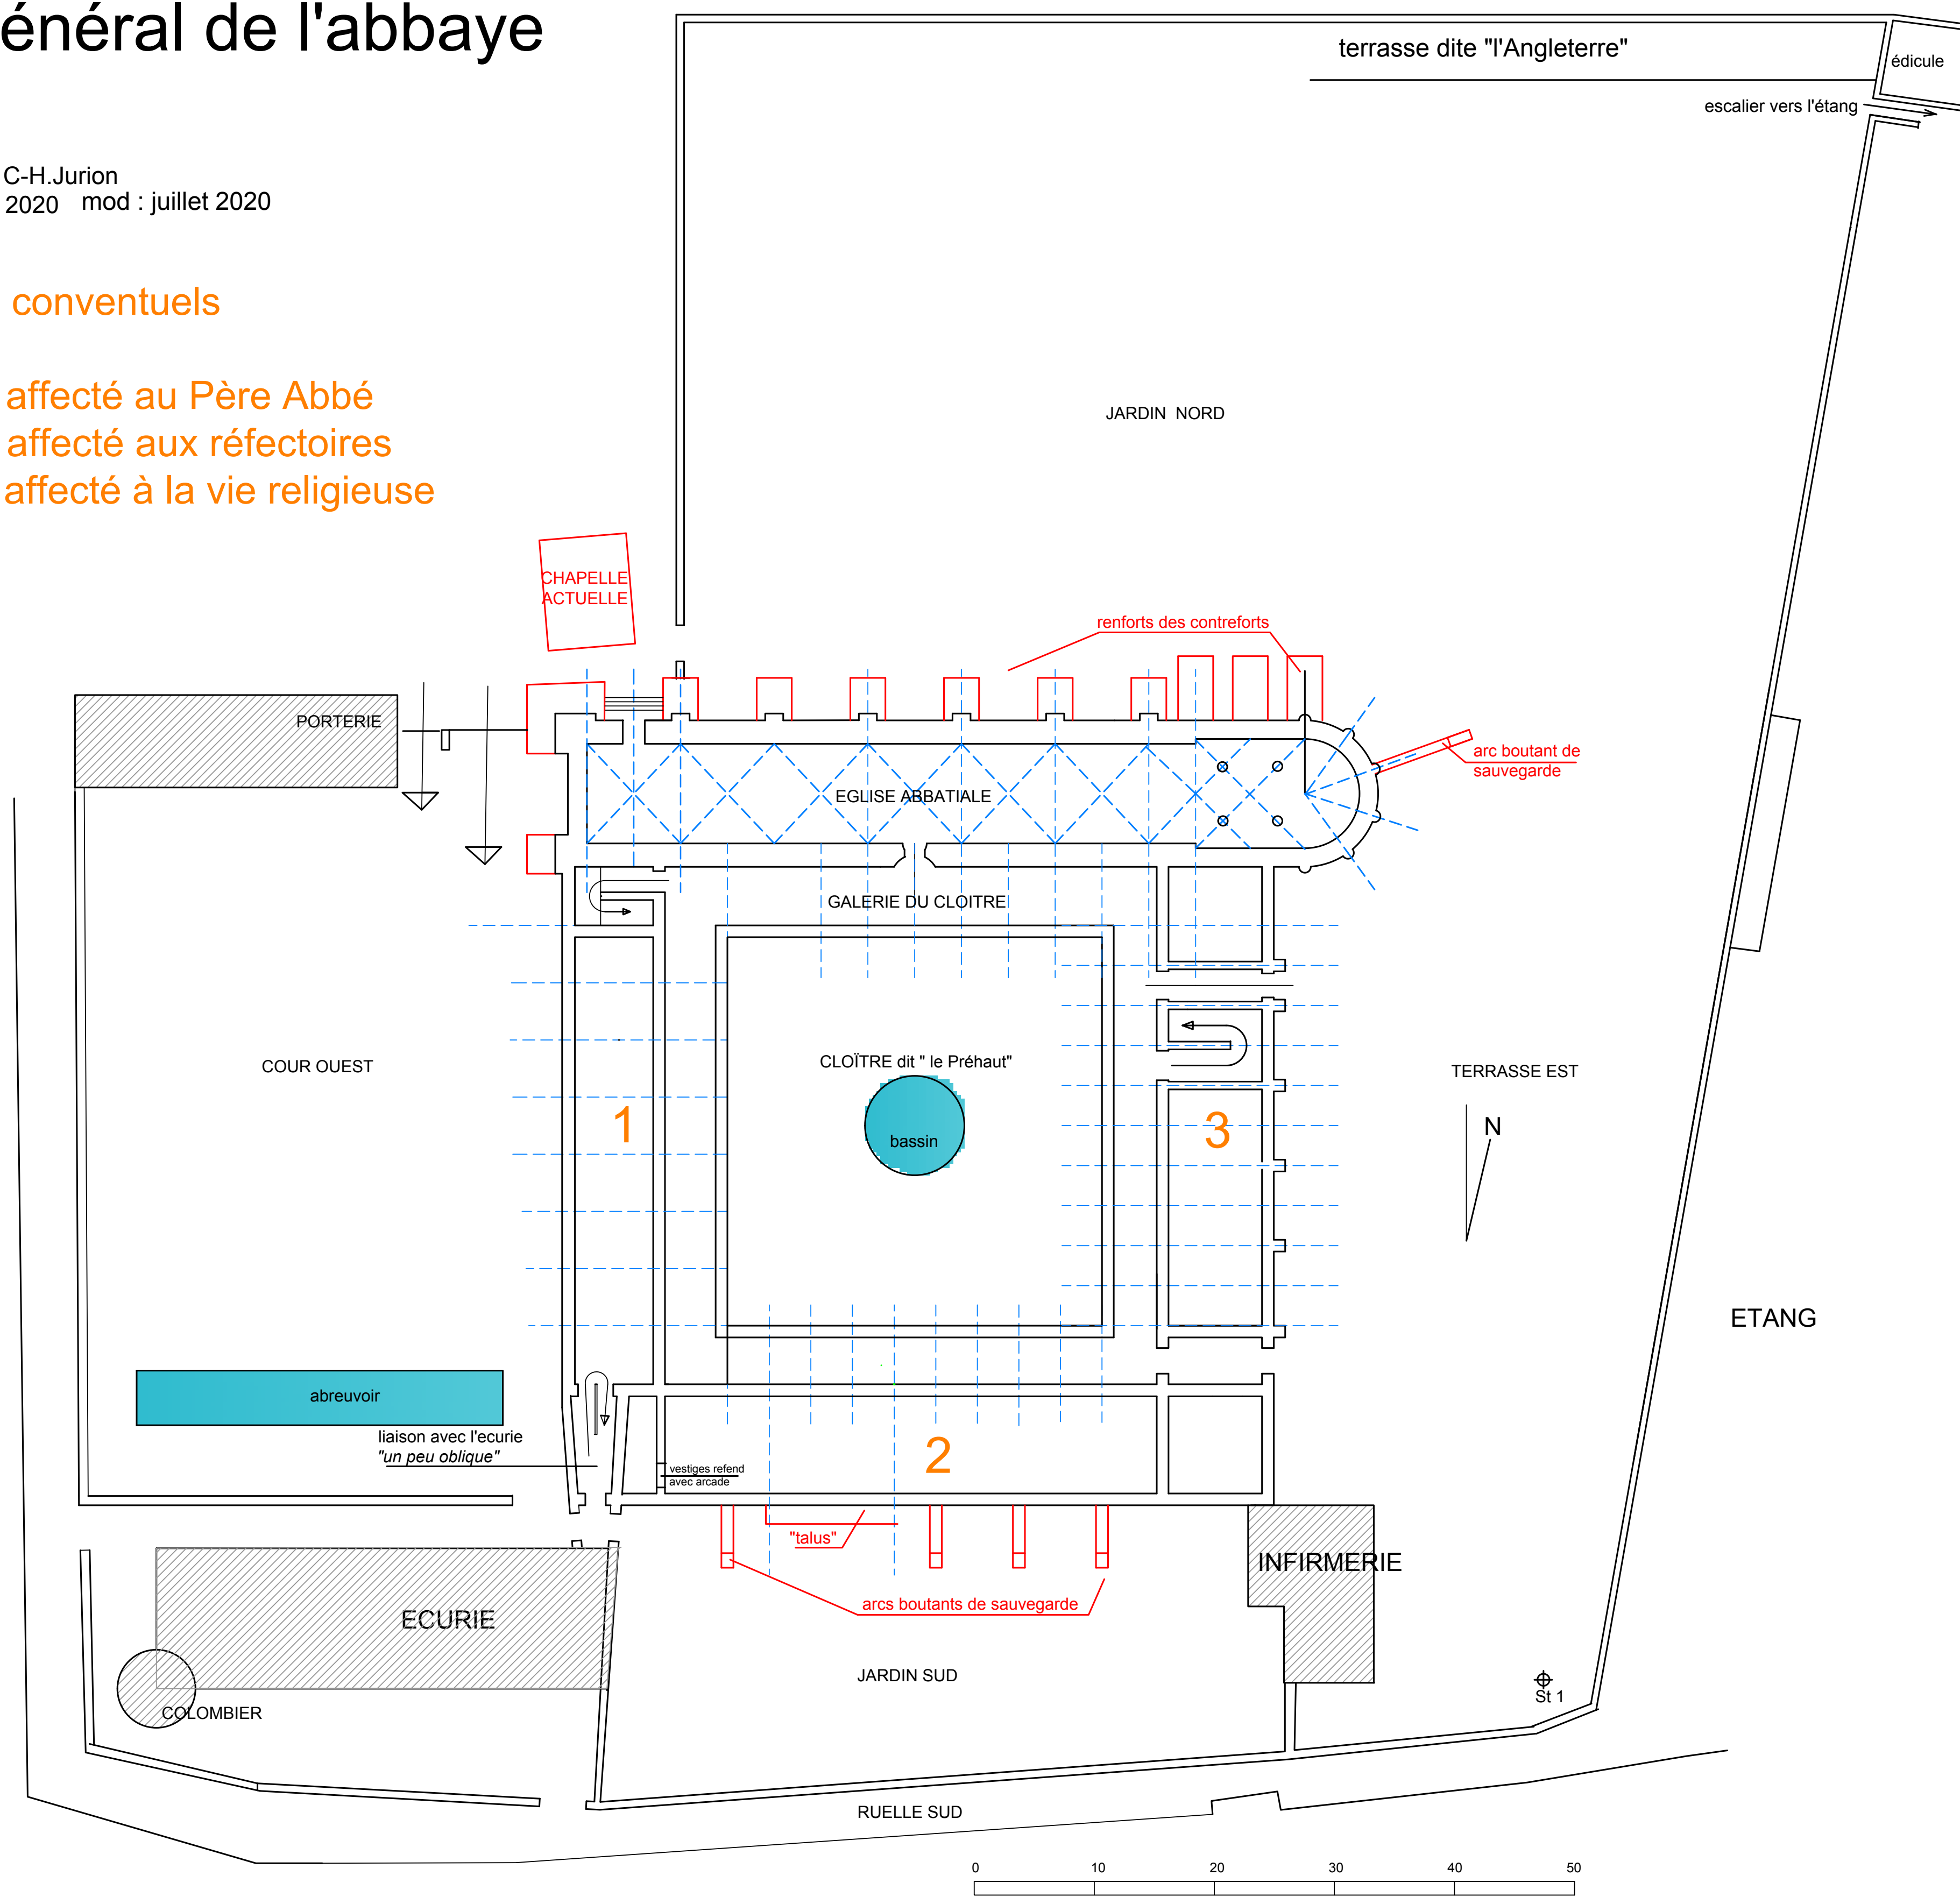 énéral de l'abbaye
terrasse dite "l'Angleterre"
édicule
escalier vers l'étang
C-H.Jurion
2020 mod : juillet 2020
conventuels
affecté au Père Abbé
affecté aux réfectoires
affecté à la vie religieuse
JARDIN NORD
CHAPELLE
ACTUELLE
renforts des contreforts
PORTERIE
arc boutant de
sauvegarde
EGLISE ABBATIALE
GALERIE DU CLOITRE
COUR OUEST
CLOÏTRE dit " le Préhaut"
TERRASSE EST
1
bassin
3
N
ETANG
abreuvoir
liaison avec l'ecurie
"un peu oblique"
2
vestiges refend
avec arcade
"talus"
INFIRMERIE
arcs boutants de sauvegarde
ECURIE
JARDIN SUD
St 1
COLOMBIER
RUELLE SUD
0 10 20 30 40 50